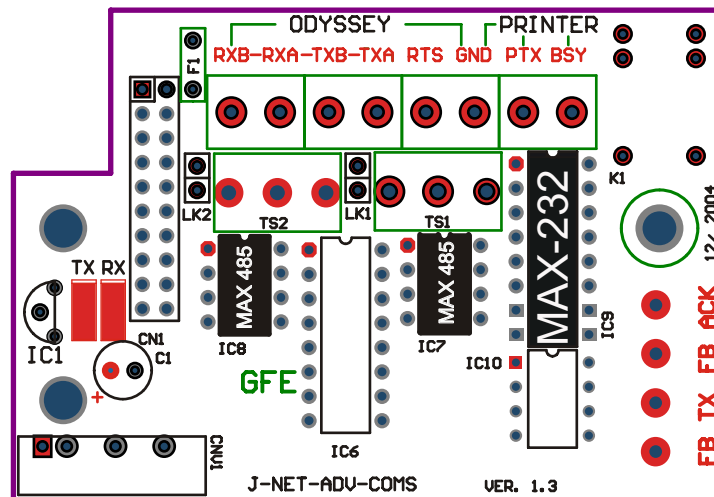 ODYSSEY
PRINTER
RXB-RXA-TXB-TXA RTS GND PTX BSY
F1
K1
LK2
LK1
TS2
TS1
12/ 2004
TX RX
MAX 485
MAX 485
MAX-232
IC1
CN1
C1
IC8
IC7
IC9
IC10
GFE
+
IC6
FB ACK
FB TX
CNV1
J-NET-ADV-COMS
VER. 1.3